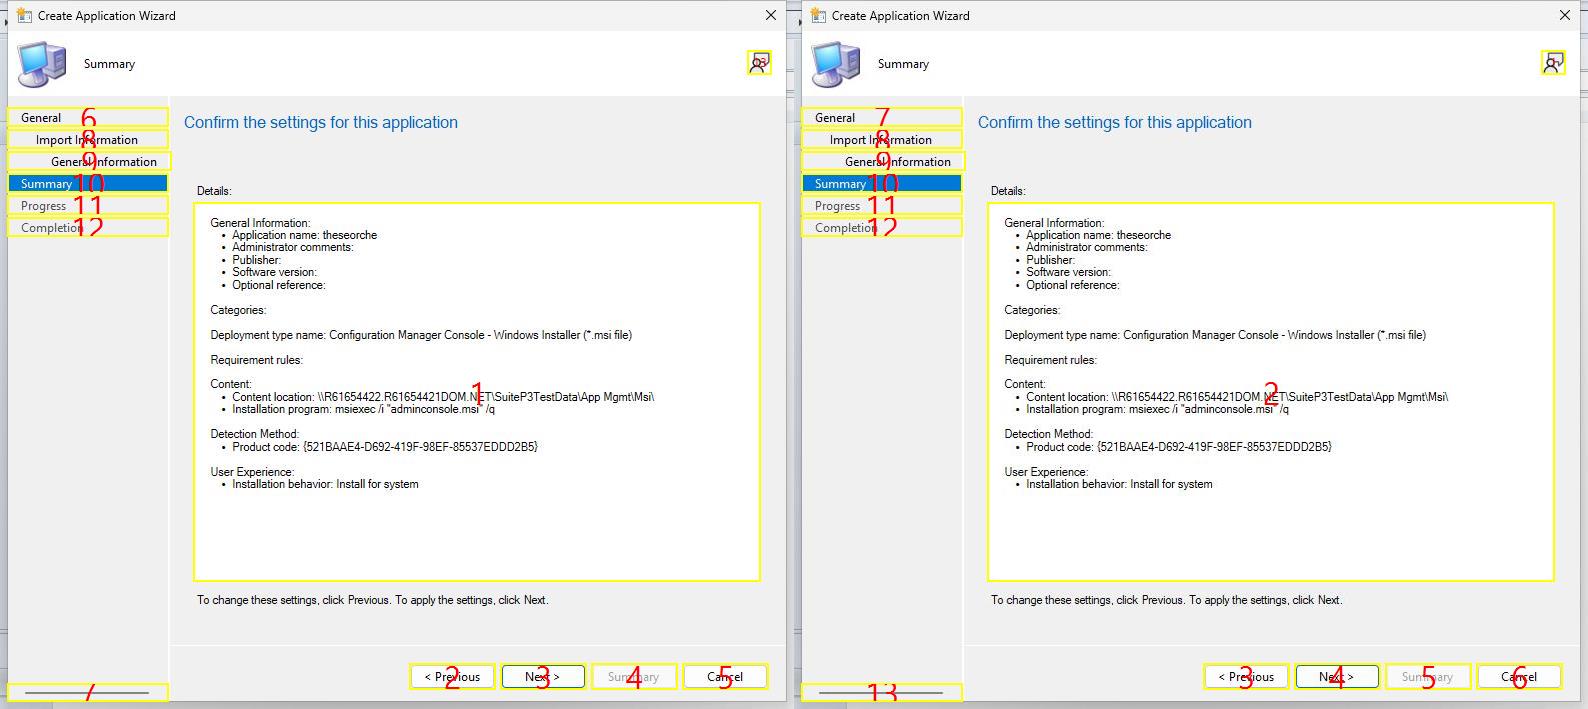 Create Application Wizard
Summary
13
General 6
Import Information 8
General Information 9
Summary 10
Progress 11
Completion 12
7
Confirm the settings for this application
Details:
General Information:
• Application name: theseorche
• Administrator comments:
• Publisher:
• Software version:
• Optional reference:
Categories:
Deployment type name: Configuration Manager Console - Windows Installer (*.msi file)
Requirement rules:
Content:
1
• Content location: \\R61654422.R61654421DOM.NET\SuiteP3TestData\App Mgmt\Msi\
• Installation program: msiexec /i "adminconsole.msi" /q
Detection Method:
• Product code: {521BAAE4-D692-419F-98EF-85537EDDD2B5}
User Experience:
• Installation behavior: Install for system
To change these settings, click Previous. To apply the settings, click Next.
< Previous 2
Next > 3
Summary 4
Cancel 5
Create Application Wizard
Summary
1
General 7
Import Information 8
General Information 9
Summary 10
Progress 11
Completion 12
13
Confirm the settings for this application
Details:
General Information:
• Application name: theseorche
• Administrator comments:
• Publisher:
• Software version:
• Optional reference:
Categories:
Deployment type name: Configuration Manager Console - Windows Installer (*.msi file)
Requirement rules:
Content:
2
• Content location: \\R61654422.R61654421DOM.NET\SuiteP3TestData\App Mgmt\Msi\
• Installation program: msiexec /i "adminconsole.msi" /q
Detection Method:
• Product code: {521BAAE4-D692-419F-98EF-85537EDDD2B5}
User Experience:
• Installation behavior: Install for system
To change these settings, click Previous. To apply the settings, click Next.
< Previous 3
Next > 4
Summary 5
Cancel 6